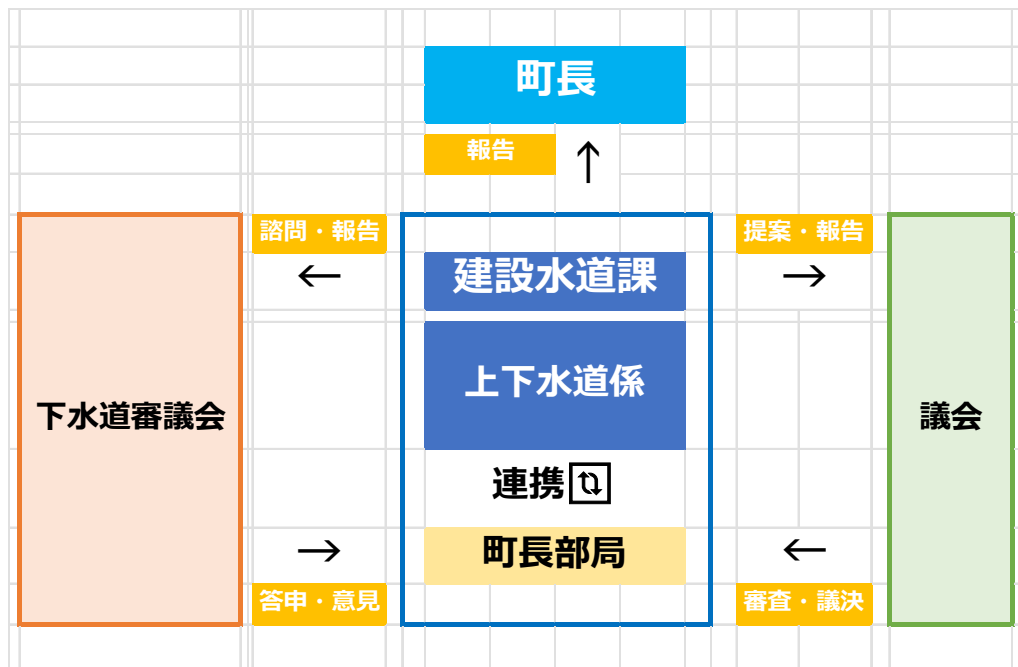 町長
報告
↑
諮問・報告
提案・報告
←
→
建設水道課
上下水道係
下水道審議会
議会
連携🔃
町長部局
→
←
答申・意見
審査・議決